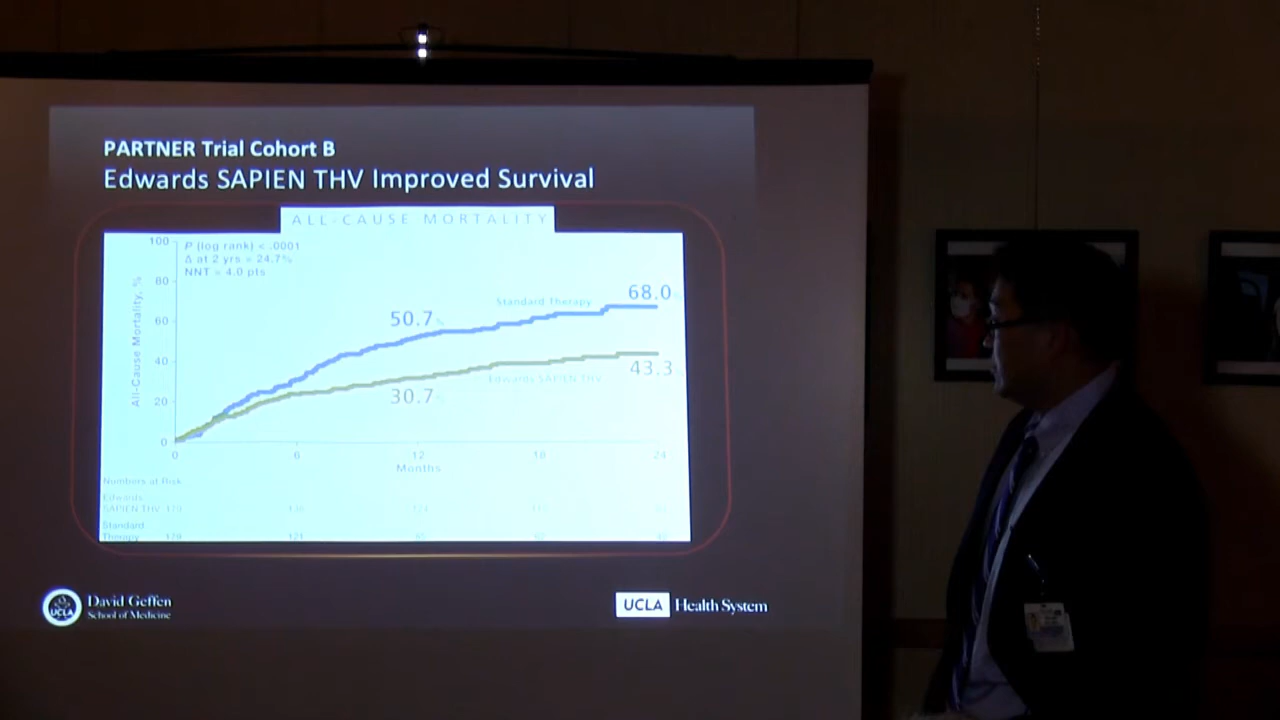 PARTNER Trial Cohort B
Edwards SAPIEN THV Improved Survival
ALL-CAUSE MORTALITY
P (log rank) < .0001
Δ at 2 yrs = 24.7%
NNT = 4.0 pts
All-Cause Mortality, %
100
80
60
40
20
0
Standard Therapy
68.0%
50.7%
43.3%
Edwards SAPIEN THV
30.7%
0 6 12 18 24
Months
Numbers at Risk
Edwards
SAPIEN THV 179 138 124
Standard
Therapy 179 121
UCLA
David Geffen
School of Medicine
UCLA Health System